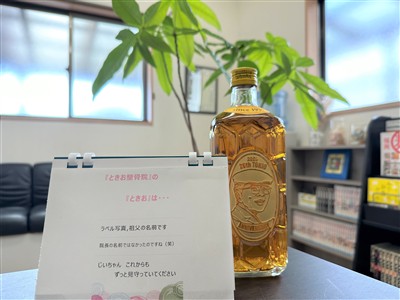 『ときお整骨院』の
『ときお』は・・・
ラベル写真、祖父の名前です
院長の名前ではなかったのですね（笑）
じいちゃん　これからも
ずっと見守っていてください